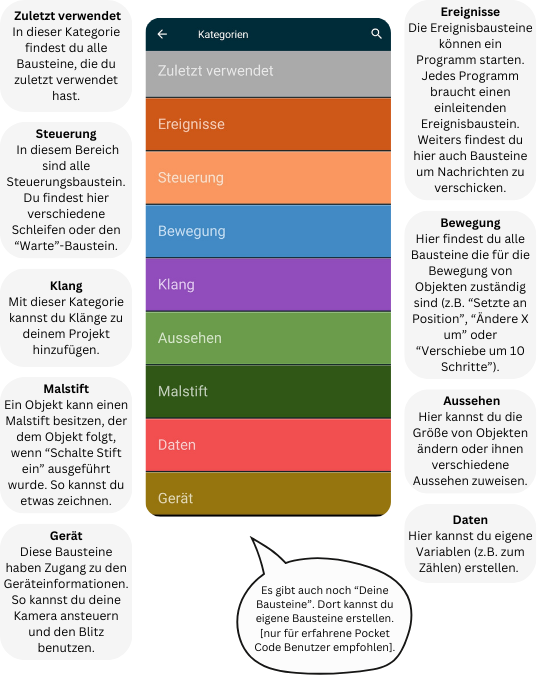 Zuletzt verwendet
In dieser Kategorie
findest du alle
Bausteine, die du
zuletzt verwendet
hast.
Steuerung
In diesem Bereich
sind alle
Steuerungsbaustein.
Du findest hier
verschiedene
Schleifen oder den
“Warte”-Baustein.
Klang
Mit dieser Kategorie
kannst du Klänge zu
deinem Projekt
hinzufügen.
Malstift
Ein Objekt kann einen
Malstift besitzen, der
dem Objekt folgt,
wenn “Schalte Stift
ein” ausgeführt
wurde. So kannst du
etwas zeichnen.
Gerät
Diese Bausteine
haben Zugang zu den
Geräteinformationen.
So kannst du deine
Kamera ansteuern
und den Blitz
benutzen.
Kategorien
Zuletzt verwendet
Ereignisse
Steuerung
Bewegung
Klang
Aussehen
Malstift
Daten
Gerät
Es gibt auch noch “Deine
Bausteine”. Dort kannst du
eigene Bausteine erstellen.
[nur für erfahrene Pocket
Code Benutzer empfohlen].
Ereignisse
Die Ereignisbausteine
können ein
Programm starten.
Jedes Programm
braucht einen
einleitenden
Ereignisbaustein.
Weiters findest du
hier auch Bausteine
um Nachrichten zu
verschicken.
Bewegung
Hier findest du alle
Bausteine die für die
Bewegung von
Objekten zuständig
sind (z.B. “Setzte an
Position”, “Ändere X
um” oder
“Verschiebe um 10
Schritte”).
Aussehen
Hier kannst du die
Größe von Objekten
ändern oder ihnen
verschiedene
Aussehen zuweisen.
Daten
Hier kannst du eigene
Variablen (z.B. zum
Zählen) erstellen.